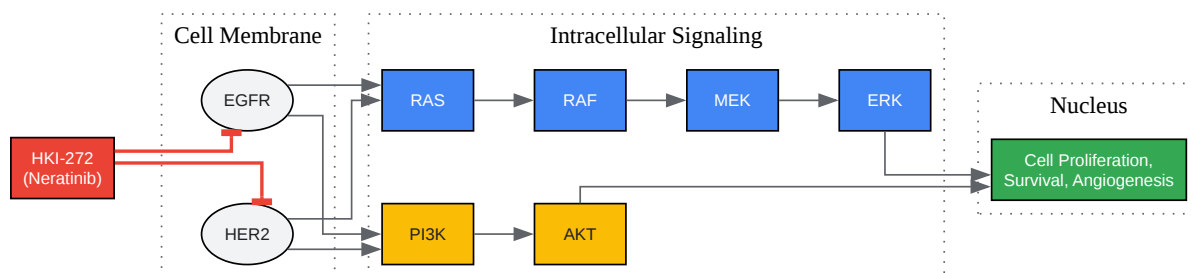 Cell Membrane
Intracellular Signaling
Nucleus
EGFR
RAS
RAF
MEK
ERK
HKI-272
(Neratinib)
Cell Proliferation,
Survival, Angiogenesis
HER2
PI3K
AKT